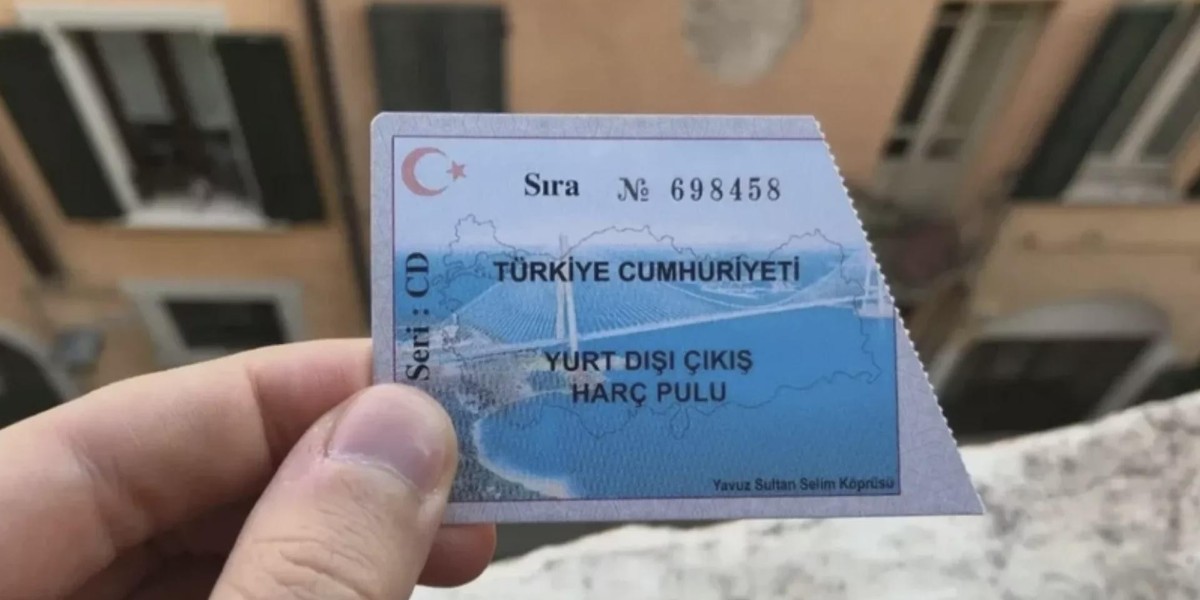 Sıra № 698458
Seri : CD
TÜRKİYE CUMHURİYETİ
YURT DIŞI ÇIKIŞ
HARÇ PULU
Yavuz Sultan Selim Köprüsü